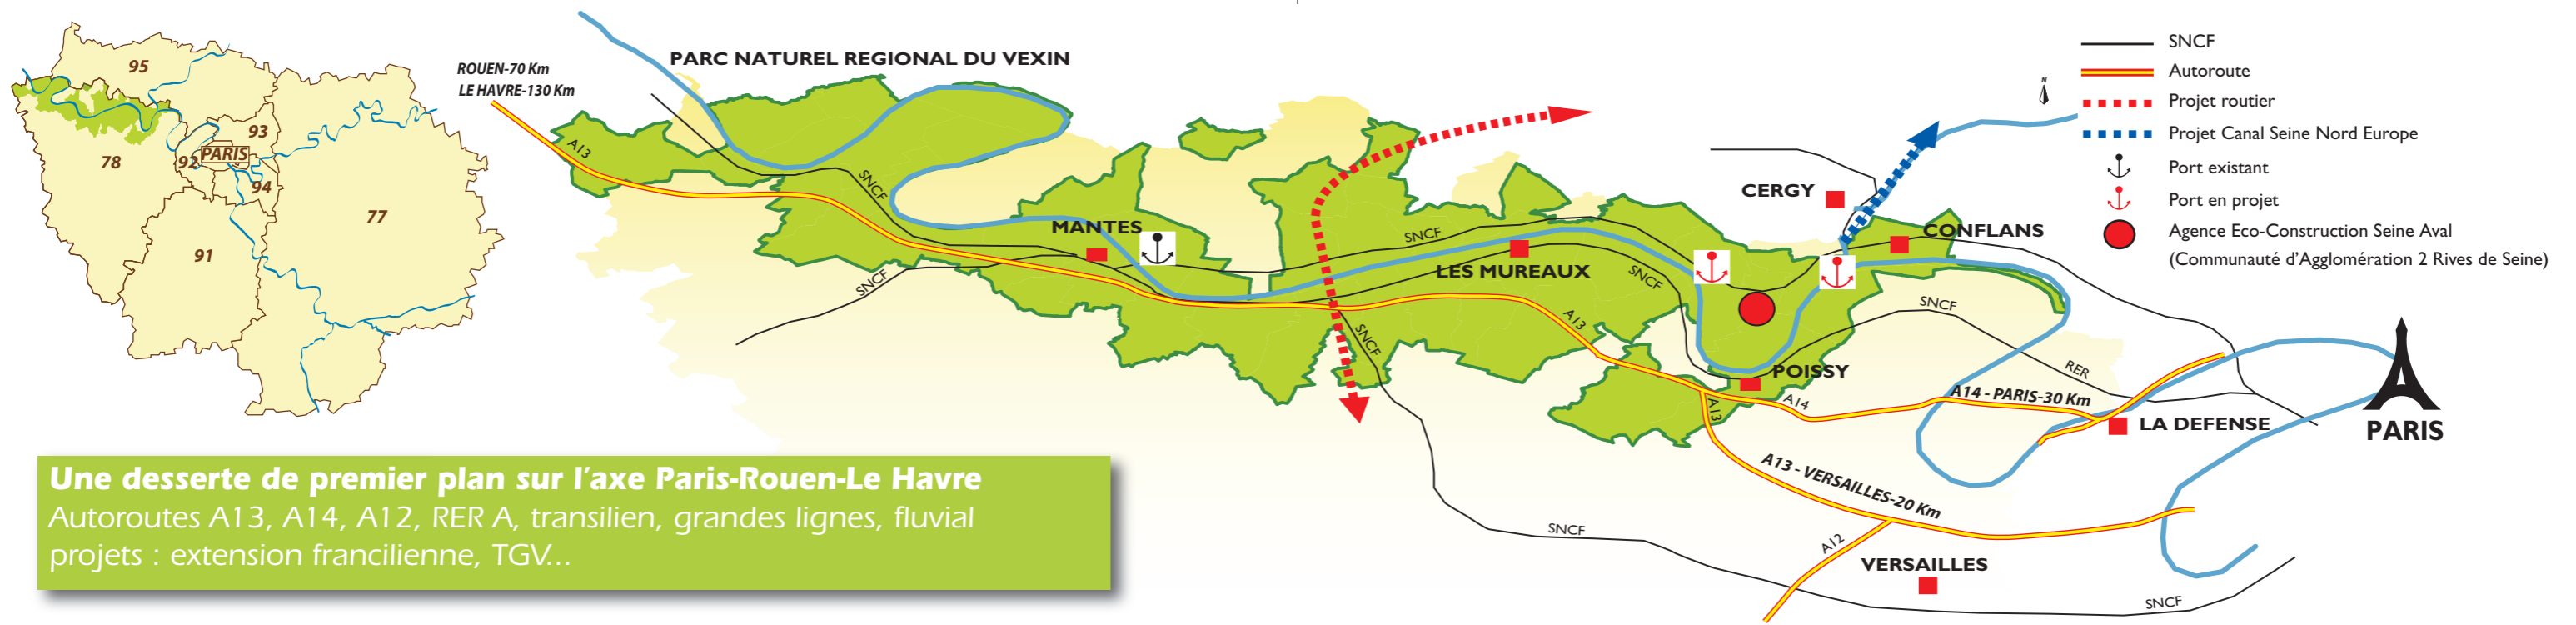 95
93
78
92
PARIS
94
77
91
ROUEN-70 Km
LE HAVRE-130 Km
PARC NATUREL REGIONAL DU VEXIN
A13
SNCF
MANTES
SNCF
SNCF
LES MUREAUX
SNCF
SNCF
A13
CERGY
CONFLANS
SNCF
POISSY
A13
A14
RER
A14 - PARIS-30 Km
LA DEFENSE
PARIS
A13 - VERSAILLES-20 Km
SNCF
A12
VERSAILLES
SNCF
N
SNCF
Autoroute
Projet routier
Projet Canal Seine Nord Europe
Port existant
Port en projet
Agence Eco-Construction Seine Aval
(Communauté d'Agglomération 2 Rives de Seine)
Une desserte de premier plan sur l'axe Paris-Rouen-Le Havre
Autoroutes A13, A14, A12, RER A, transilien, grandes lignes, fluvial
projets : extension francilienne, TGV...